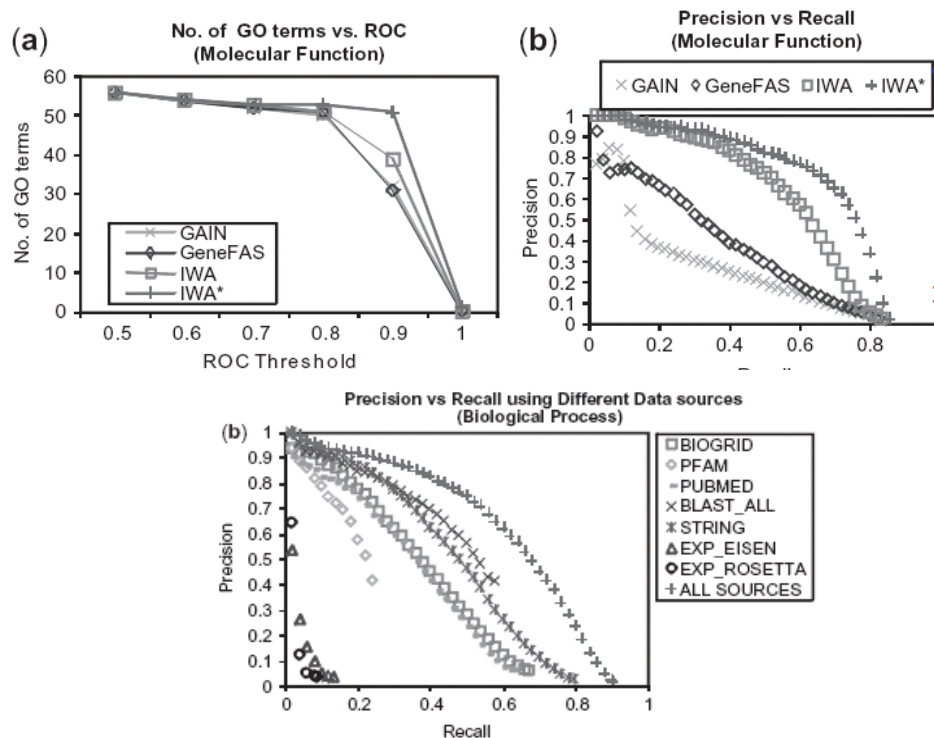 (a)
No. of GO terms vs. ROC
(Molecular Function)
60
50
40
30
20
10
0
No. of GO terms
GAIN
GeneFAS
IWA
IWA*
0.5 0.6 0.7 0.8 0.9 1
ROC Threshold
(b)
Precision vs Recall
(Molecular Function)
GAIN GeneFAS IWA IWA*
1
0.9
0.8
0.7
0.6
0.5
0.4
0.3
0.2
0.1
0
Precision
0 0.2 0.4 0.6 0.8
Precision vs Recall using Different Data sources
(Biological Process)
(b)
1
0.9
0.8
0.7
0.6
0.5
0.4
0.3
0.2
0.1
0
Precision
0 0.2 0.4 0.6 0.8 1
Recall
BIOGRID
PFAM
PUBMED
BLAST_ALL
STRING
EXP_EISEN
EXP_ROSETTA
ALL SOURCES